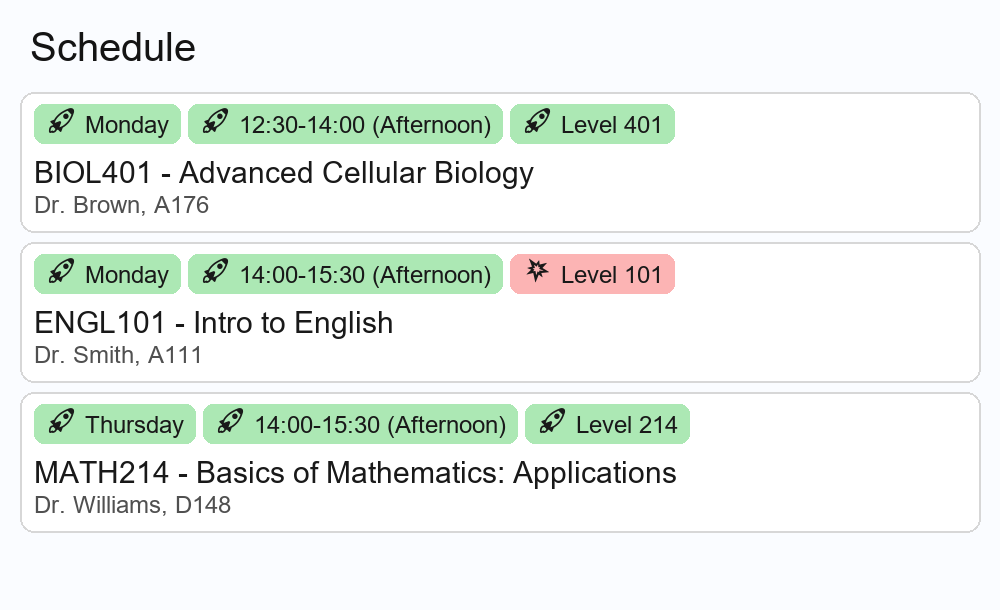 Schedule
Monday 12:30-14:00 (Afternoon) Level 401
BIOL401 - Advanced Cellular Biology
Dr. Brown, A176
Monday 14:00-15:30 (Afternoon) Level 101
ENGL101 - Intro to English
Dr. Smith, A111
Thursday 14:00-15:30 (Afternoon) Level 214
MATH214 - Basics of Mathematics: Applications
Dr. Williams, D148